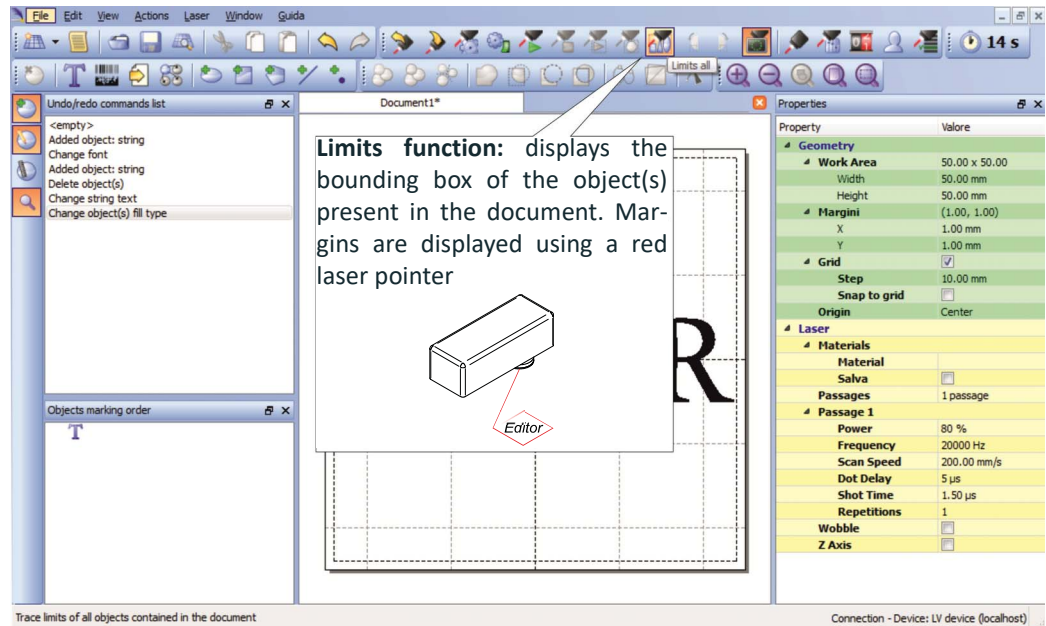 File Edit View Actions Laser Window Guida
14 s
Limits all
Undo/redo commands list
<empty>
Added object: string
Change font
Added object: string
Delete object(s)
Change string text
Change object(s) fill type
Objects marking order
T
Document1*
Limits function: displays the
bounding box of the object(s)
present in the document. Mar-
gins are displayed using a red
laser pointer
Editor
R
Properties
Property Valore
Geometry
Work Area 50.00 x 50.00
Width 50.00 mm
Height 50.00 mm
Margini (1.00, 1.00)
X 1.00 mm
Y 1.00 mm
Grid
Step 10.00 mm
Snap to grid
Origin Center
Laser
Materials
Material
Salva
Passages 1 passage
Passage 1
Power 80 %
Frequency 20000 Hz
Scan Speed 200.00 mm/s
Dot Delay 5 µs
Shot Time 1.50 µs
Repetitions 1
Wobble
Z Axis
Trace limits of all objects contained in the document
Connection - Device: LV device (localhost)